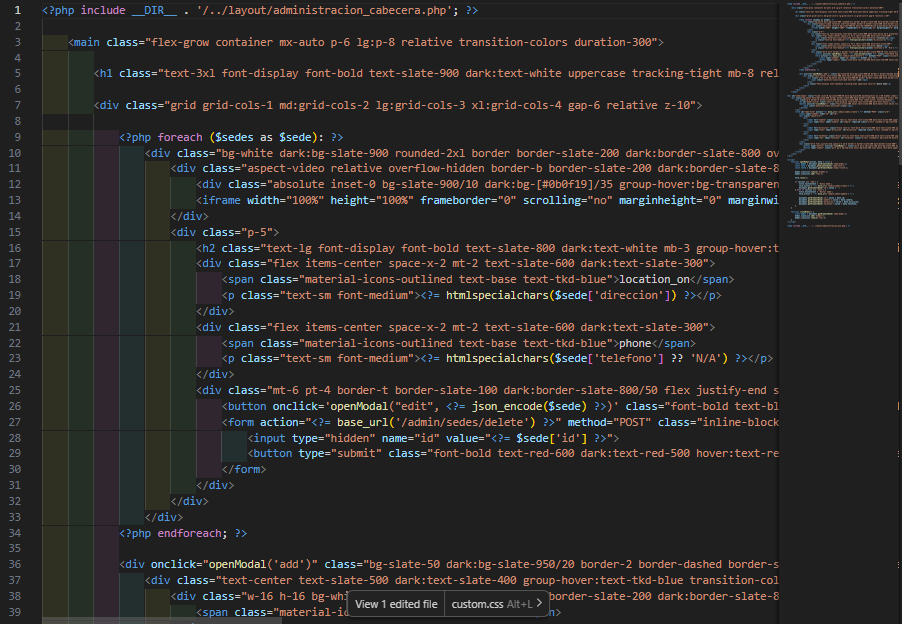 1 <?php include __DIR__ . '/../layout/administracion_cabecera.php'; ?>
2
3 <main class="flex-grow container mx-auto p-6 lg:p-8 relative transition-colors duration-300">
4
5 <h1 class="text-3xl font-display font-bold text-slate-900 dark:text-white uppercase tracking-tight mb-8 rel
6
7 <div class="grid grid-cols-1 md:grid-cols-2 lg:grid-cols-3 xl:grid-cols-4 gap-6 relative z-10">
8
9 <?php foreach ($sedes as $sede): ?>
10 <div class="bg-white dark:bg-slate-900 rounded-2xl border border-slate-200 dark:border-slate-800 ov
11 <div class="aspect-video relative overflow-hidden border-b border-slate-200 dark:border-slate-8
12 <div class="absolute inset-0 bg-slate-900/10 dark:bg-[#0b0f19]/35 group-hover:bg-transparen
13 <iframe width="100%" height="100%" frameborder="0" scrolling="no" marginheight="0" marginwi
14 </div>
15 <div class="p-5">
16 <h2 class="text-lg font-display font-bold text-slate-800 dark:text-white mb-3 group-hover:t
17 <div class="flex items-center space-x-2 mt-2 text-slate-600 dark:text-slate-300">
18 <span class="material-icons-outlined text-base text-tkd-blue">location_on</span>
19 <p class="text-sm font-medium"><?= htmlspecialchars($sede['direccion']) ?></p>
20 </div>
21 <div class="flex items-center space-x-2 mt-2 text-slate-600 dark:text-slate-300">
22 <span class="material-icons-outlined text-base text-tkd-blue">phone</span>
23 <p class="text-sm font-medium"><?= htmlspecialchars($sede['telefono'] ?? 'N/A') ?></p>
24 </div>
25 <div class="mt-6 pt-4 border-t border-slate-100 dark:border-slate-800/50 flex justify-end s
26 <button onclick='openModal("edit", <?= json_encode($sede) ?>)' class="font-bold text-bl
27 <form action="<?= base_url('/admin/sedes/delete') ?>" method="POST" class="inline-block
28 <input type="hidden" name="id" value="<?= $sede['id'] ?>">
29 <button type="submit" class="font-bold text-red-600 dark:text-red-500 hover:text-re
30 </form>
31 </div>
32 </div>
33 </div>
34 <?php endforeach; ?>
35
36 <div onclick="openModal('add')" class="bg-slate-50 dark:bg-slate-950/20 border-2 border-dashed border-s
37 <div class="text-center text-slate-500 dark:text-slate-400 group-hover:text-tkd-blue transition-col
38 <div class="w-16 h-16 bg-whi border-slate-200 dark:border-slate-8
39 <span class="material-ic n>
View 1 edited file custom.css Alt+L